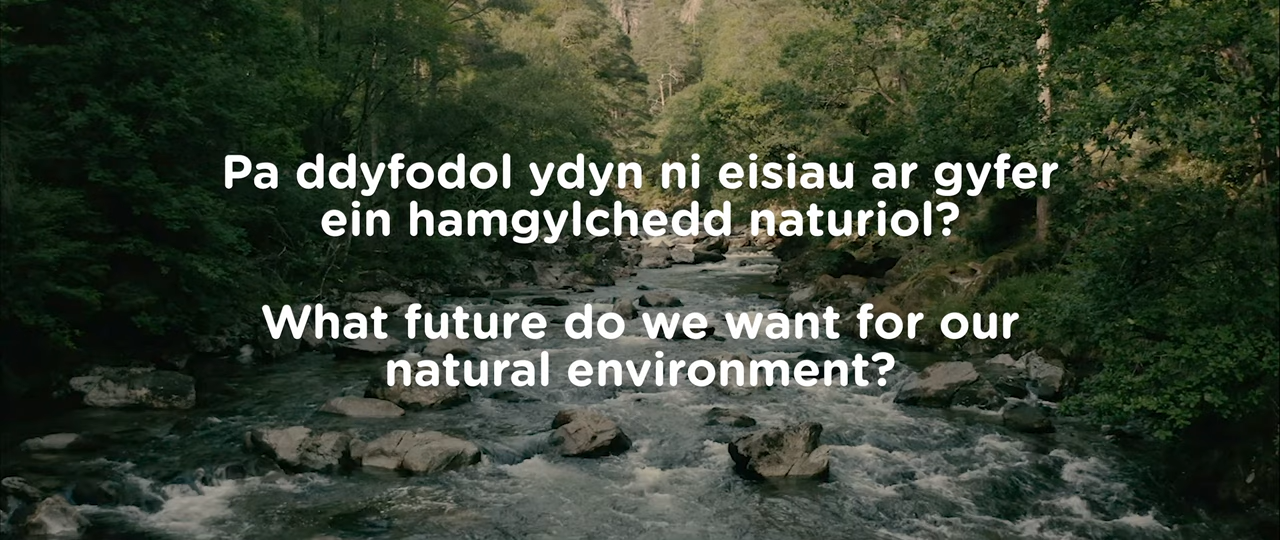 Pa ddyfodol ydyn ni eisiau ar gyfer
ein hamgylchedd naturiol?
What future do we want for our
natural environment?